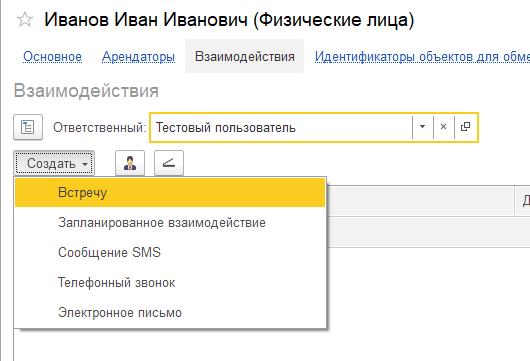 Иванов Иван Иванович (Физические лица)
Основное Арендаторы Взаимодействия Идентификаторы объектов для обме
Взаимодействия
Ответственный: Тестовый пользователь
Создать
Встречу
Д
Запланированное взаимодействие
Сообщение SMS
Телефонный звонок
Электронное письмо